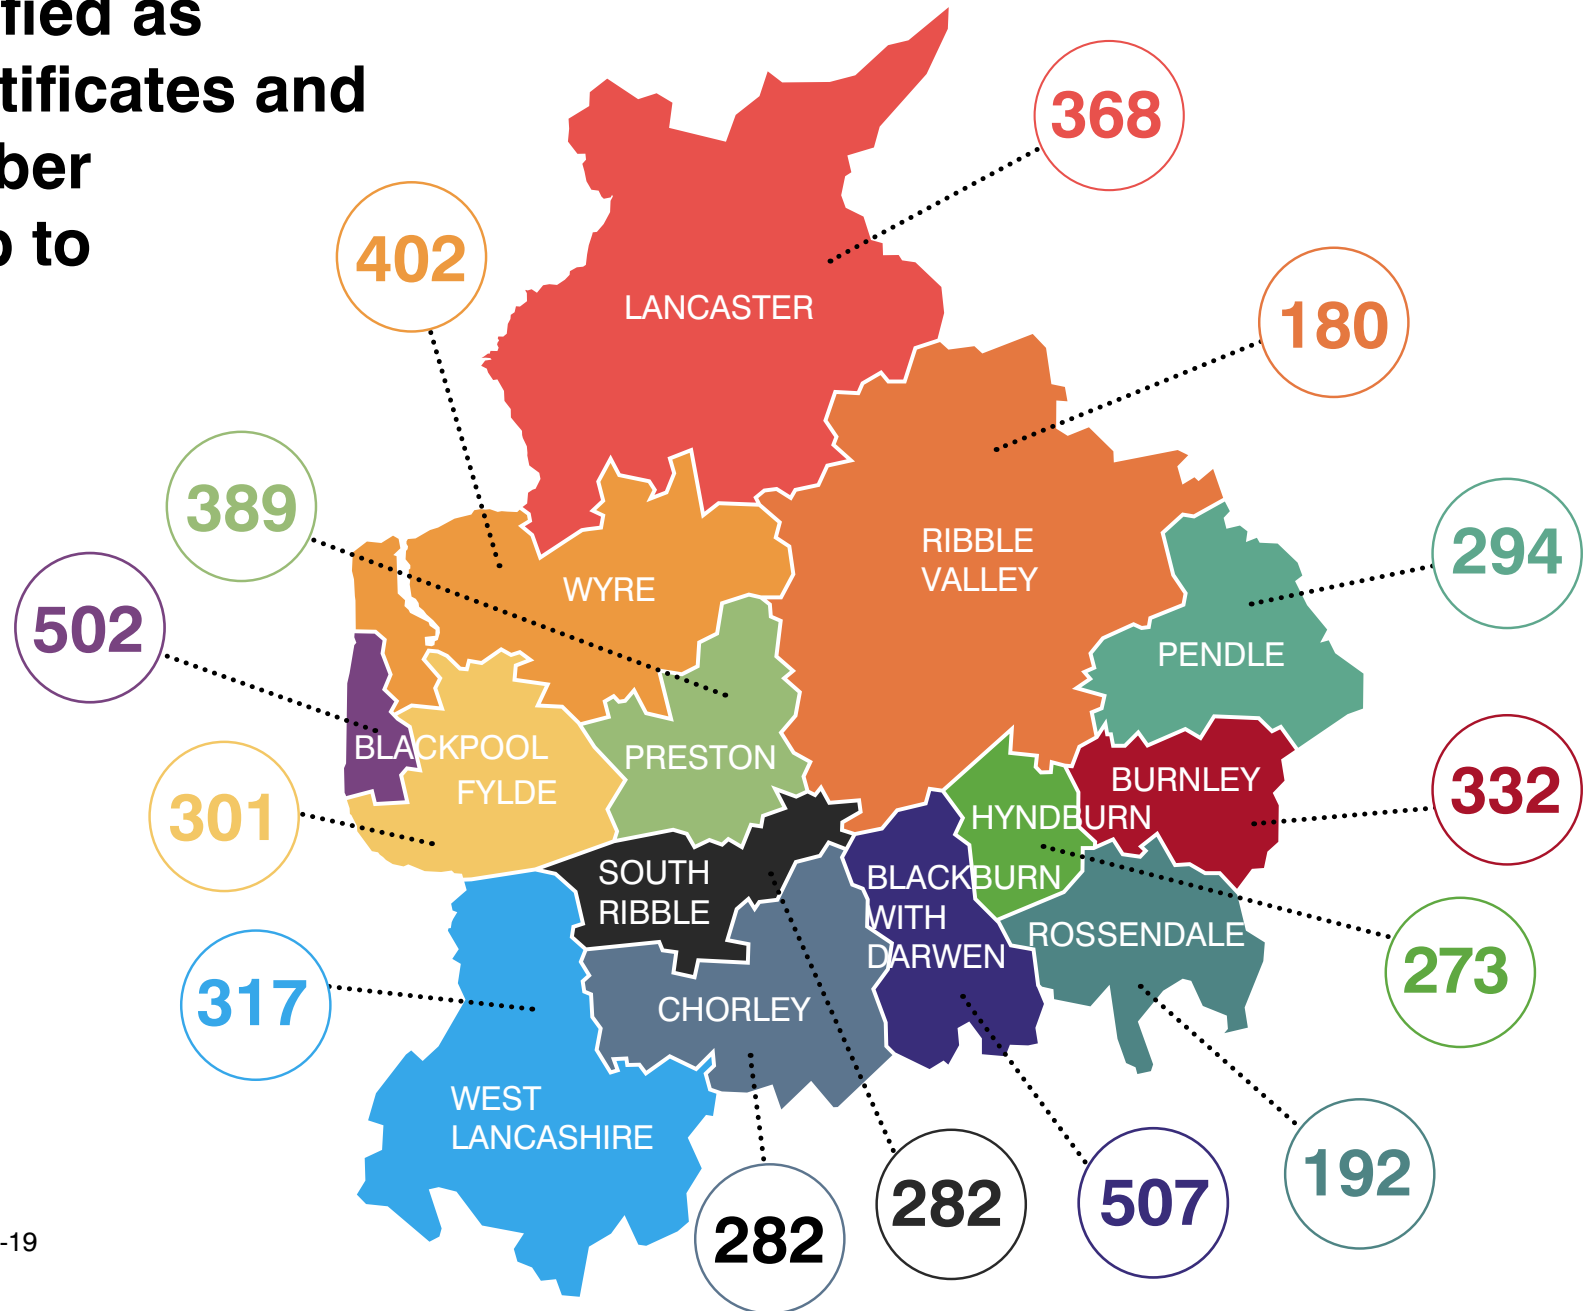 fied as
tificates and
ber
to
368
402
180
LANCASTER
389
RIBBLE
VALLEY
294
WYRE
502
PENDLE
BLACKPOOL
PRESTON
FYLDE
301
BURNLEY
332
HYNDBURN
SOUTH
RIBBLE
BLACKBURN
WITH
DARWEN
ROSSENDALE
273
317
CHORLEY
WEST
LANCASHIRE
192
282
507
282
-19